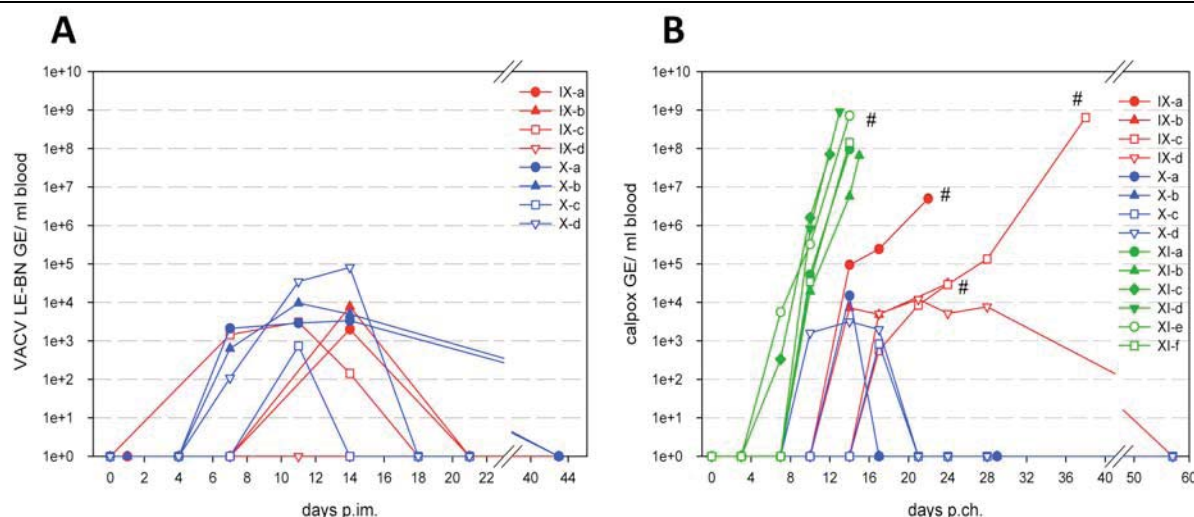 A
VACV LE-BN GE/ ml blood
1e+10
1e+9
1e+8
1e+7
1e+6
1e+5
1e+4
1e+3
1e+2
1e+1
1e+0
0 2 4 6 8 10 12 14 16 18 20 22 44
days p.im.
IX-a
IX-b
IX-c
IX-d
X-a
X-b
X-c
X-d
B
calpox GE/ ml blood
1e+10
1e+9
1e+8
1e+7
1e+6
1e+5
1e+4
1e+3
1e+2
1e+1
1e+0
0 4 8 12 16 20 24 28 32 36 40 50 60
days p.ch.
#
#
#
#
IX-a
IX-b
IX-c
IX-d
X-a
X-b
X-c
X-d
XI-a
XI-b
XI-c
XI-d
XI-e
XI-f